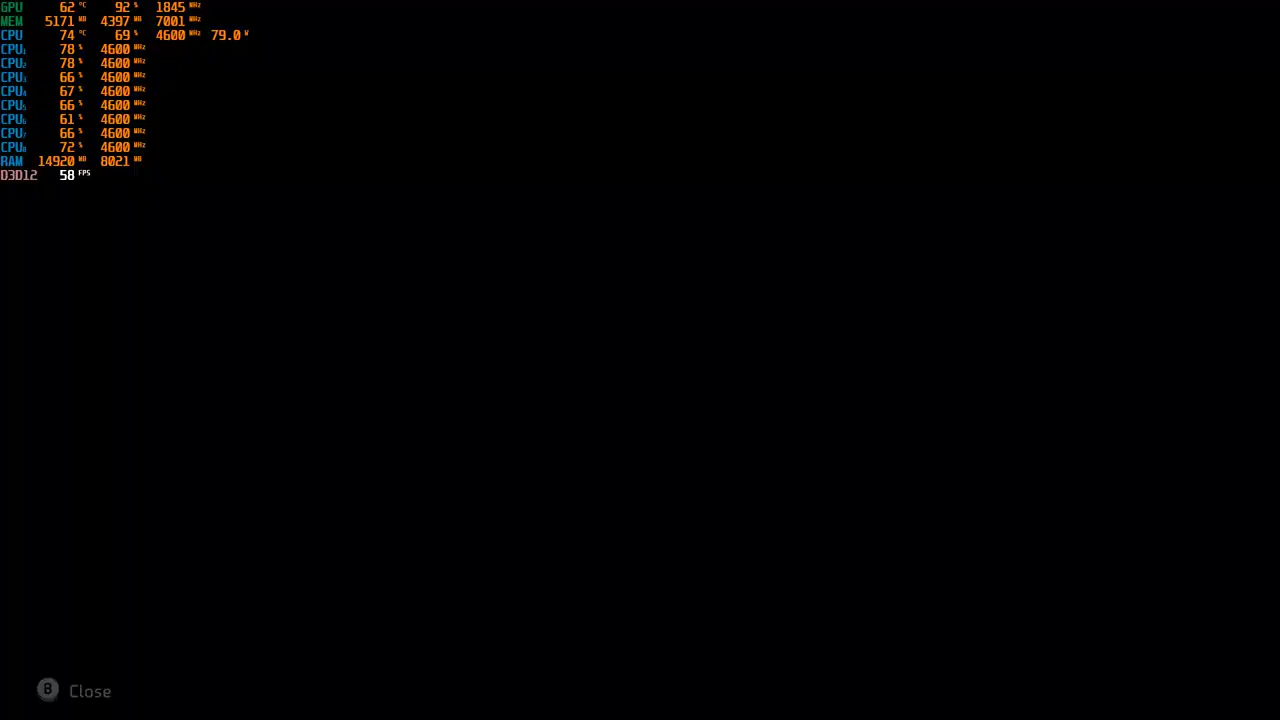 GPU 62 °C 92 % 1845 MHz
MEM 5171 MB 4397 MB 7001 MHz
CPU 74 °C 69 % 4600 MHz 79.0 W
CPU1 78 % 4600 MHz
CPU2 78 % 4600 MHz
CPU3 66 % 4600 MHz
CPU4 67 % 4600 MHz
CPU5 66 % 4600 MHz
CPU6 61 % 4600 MHz
CPU7 66 % 4600 MHz
CPU8 72 % 4600 MHz
RAM 14920 MB 8021 MB
D3D12 58 FPS
B Close